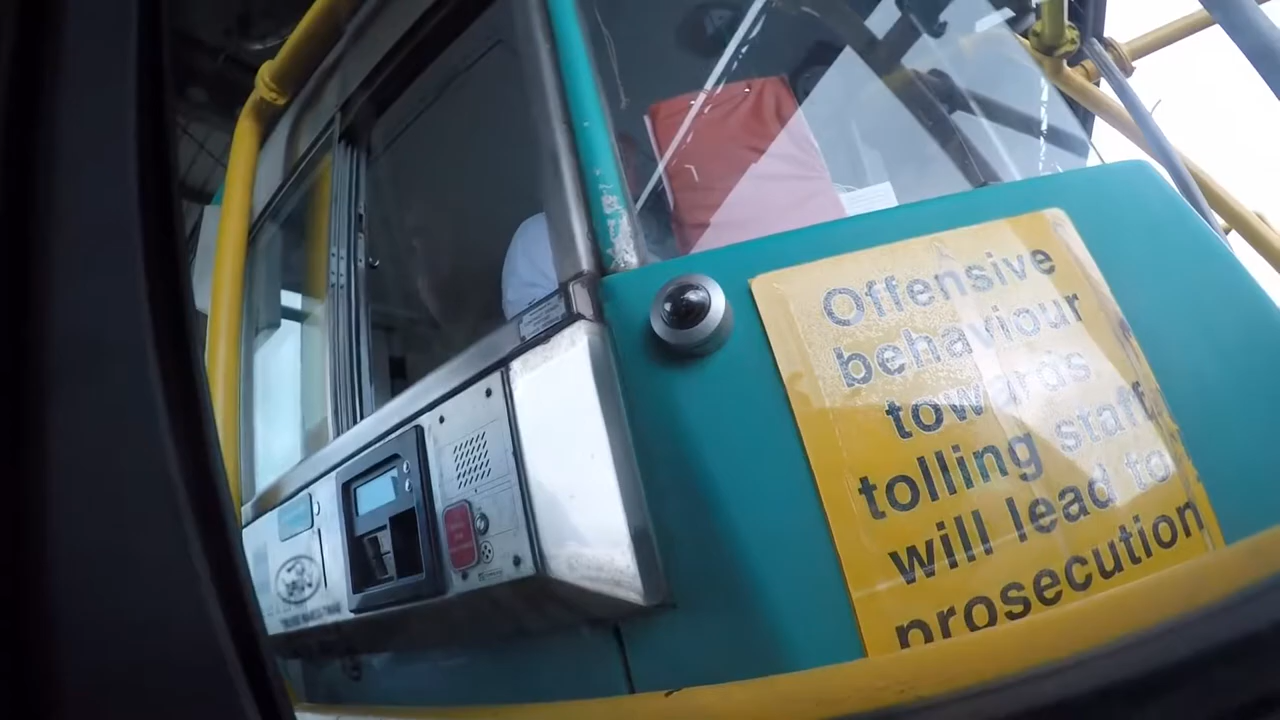 Offensive
behaviour
towards
tolling staff
will lead to
prosecution